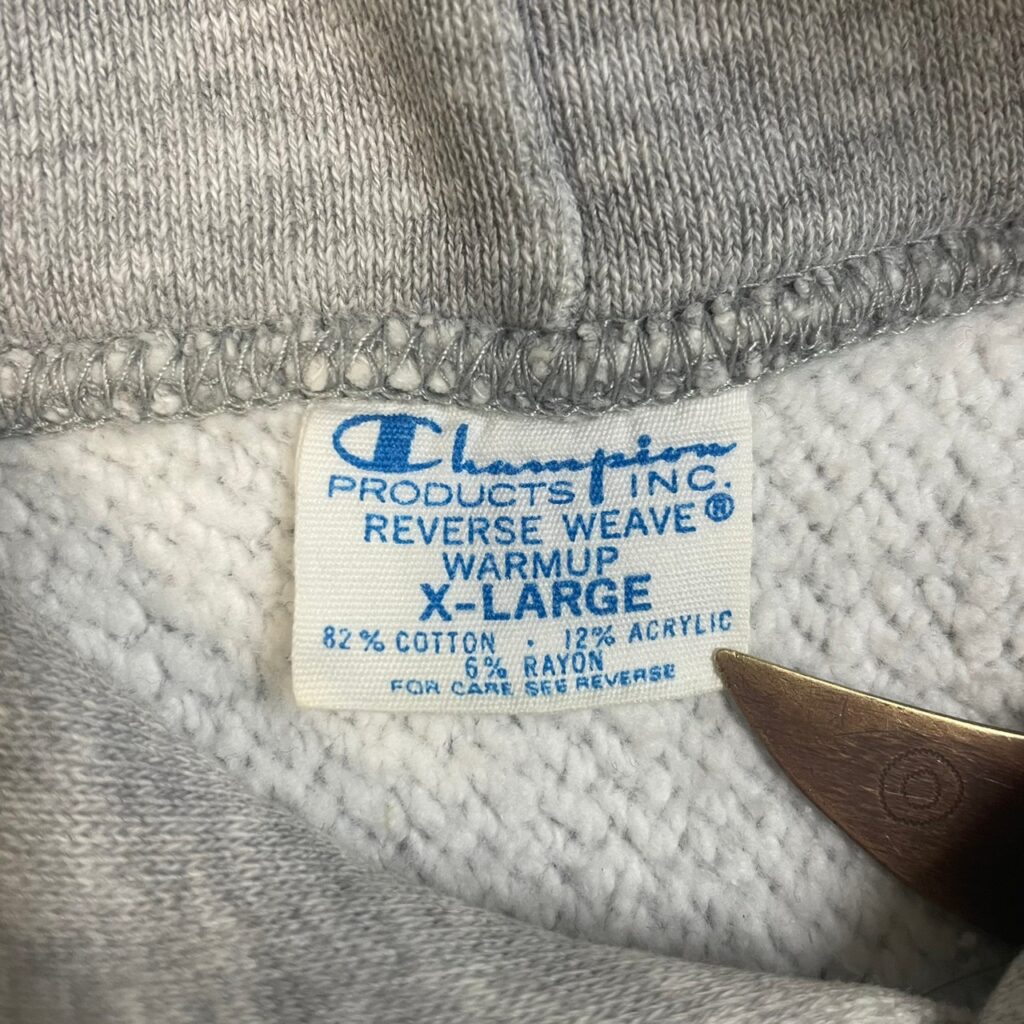 Champion
PRODUCTS INC.
REVERSE WEAVE®
WARMUP
X-LARGE
82% COTTON · 12% ACRYLIC
6% RAYON
FOR CARE SEE REVERSE